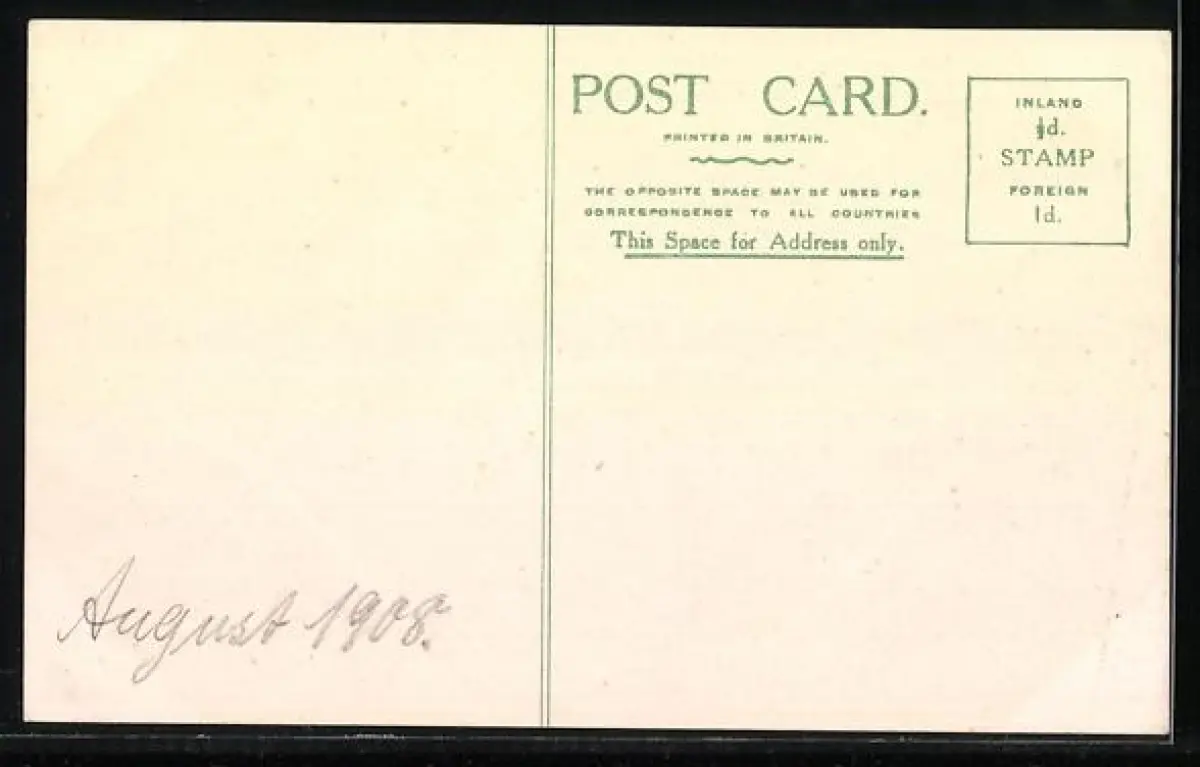 POST CARD.
PRINTED IN BRITAIN.
THE OPPOSITE SPACE MAY BE USED FOR
CORRESPONDENCE TO ALL COUNTRIES
This Space for Address only.
INLAND
½d.
STAMP
FOREIGN
1d.
August 1908.